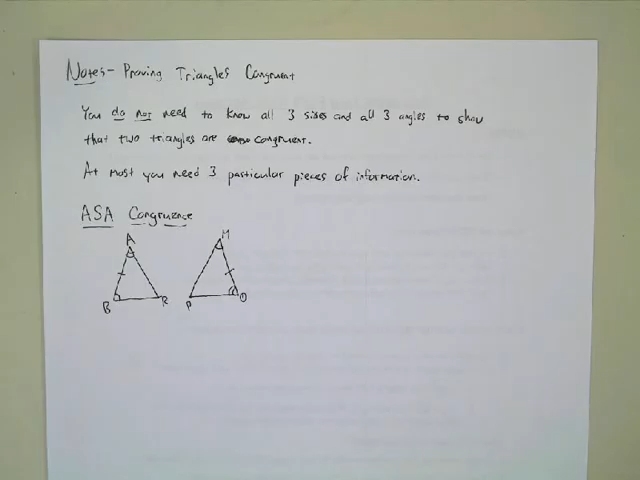 Notes - Proving Triangles Congruent
You do not need to know all 3 sides and all 3 angles to show
that two triangles are congruent.
At most you need 3 particular pieces of information.
ASA Congruence
A M
B R P O